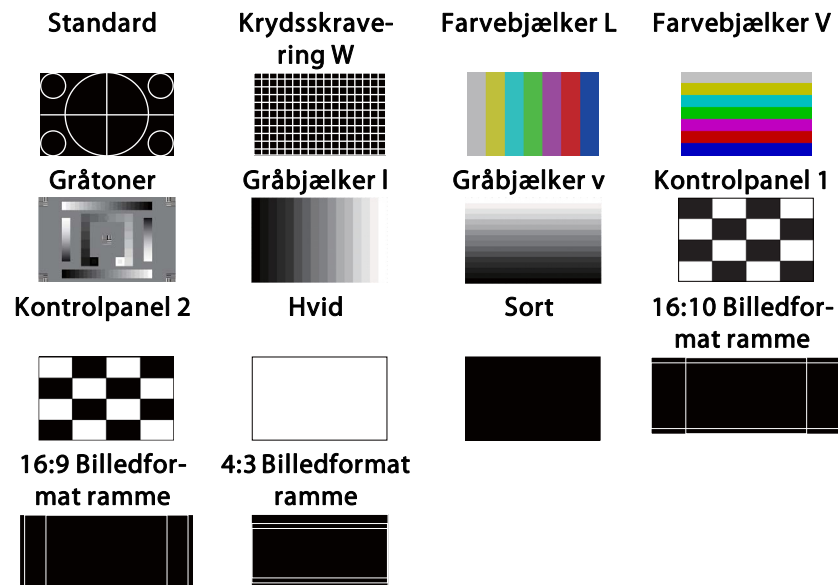 Standard
Krydsskrave-
ring W
Farvebjælker L
Farvebjælker V
Gråtoner
Gråbjælker l
Gråbjælker v
Kontrolpanel 1
Kontrolpanel 2
Hvid
Sort
16:10 Billedfor-
mat ramme
16:9 Billedfor-
mat ramme
4:3 Billedformat
ramme